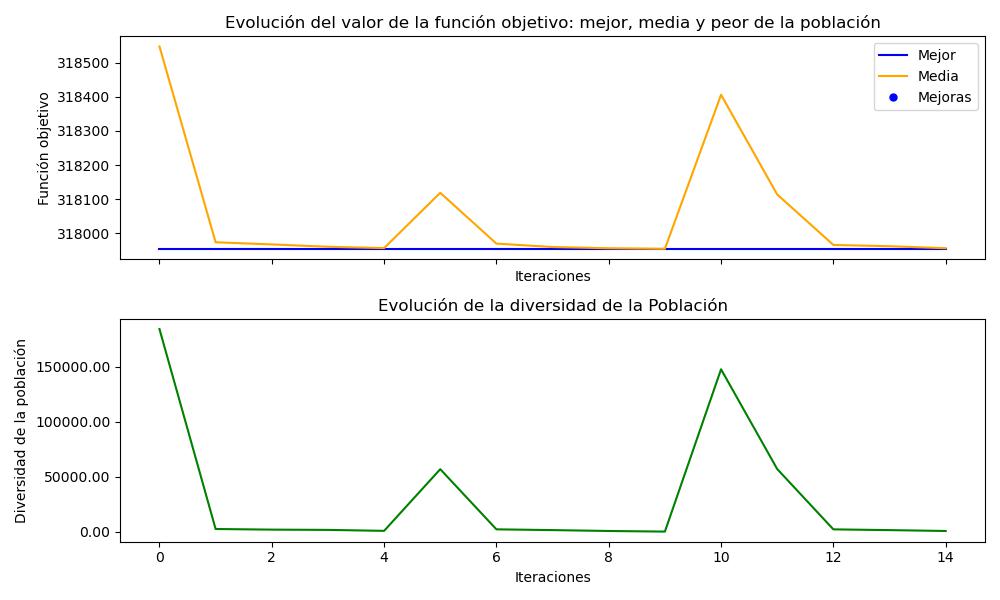 Evolución del valor de la función objetivo: mejor, media y peor de la población
Función objetivo
318500
318400
318300
318200
318100
318000
Mejor
Media
Mejoras
Iteraciones
Evolución de la diversidad de la Población
Diversidad de la población
150000.00
100000.00
50000.00
0.00
0 2 4 6 8 10 12 14
Iteraciones